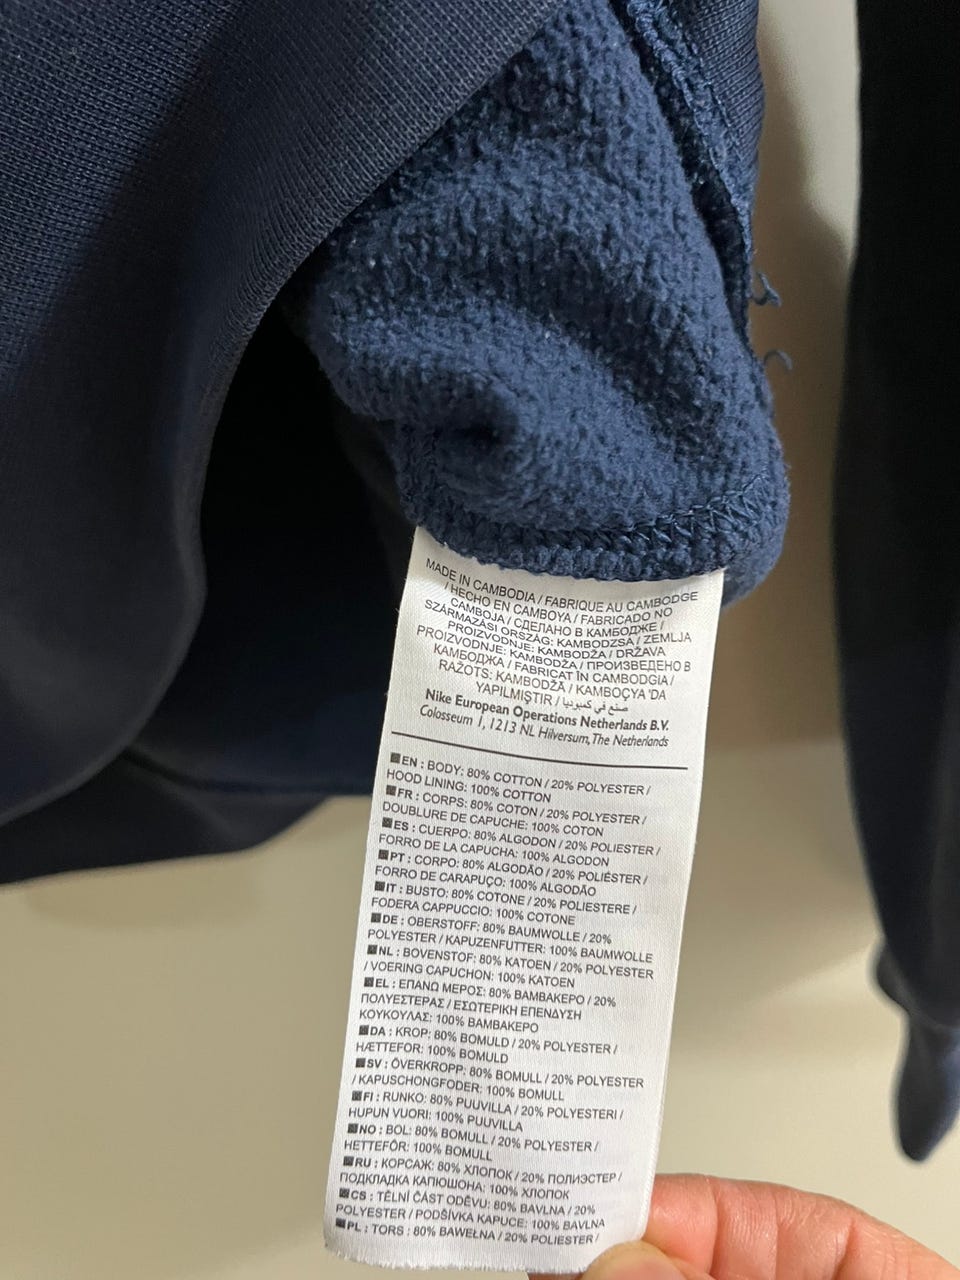 MADE IN CAMBODIA / FABRIQUE AU CAMBODGE
/ HECHO EN CAMBOYA / FABRICADO NO
CAMBOJA / СДЕЛАНО В КАМБОДЖЕ /
SZÁRMAZÁSI ORSZÁG: KAMBODZSA / ZEMLJA
PROIZVODNJE: KAMBODŽA / DRŽAVA
PROIZVODNJE: KAMBODŽA / ПРОИЗВЕДЕНО В
КАМБОДЖА / FABRICAT ÎN CAMBODGIA /
RAŽOTS: KAMBODŽĀ / KAMBOÇYA 'DA
YAPILMIŞTIR / صنع في كمبوديا
Nike European Operations Netherlands B.V.
Colosseum 1, 1213 NL Hilversum, The Netherlands
EN : BODY: 80% COTTON / 20% POLYESTER /
HOOD LINING: 100% COTTON
FR : CORPS: 80% COTON / 20% POLYESTER /
DOUBLURE DE CAPUCHE: 100% COTON
ES : CUERPO: 80% ALGODON / 20% POLIESTER /
FORRO DE LA CAPUCHA: 100% ALGODON
PT : CORPO: 80% ALGODÃO / 20% POLIÉSTER /
FORRO DE CARAPUÇO: 100% ALGODÃO
IT : BUSTO: 80% COTONE / 20% POLIESTERE /
FODERA CAPPUCCIO: 100% COTONE
DE : OBERSTOFF: 80% BAUMWOLLE / 20%
POLYESTER / KAPUZENFUTTER: 100% BAUMWOLLE
NL : BOVENSTOF: 80% KATOEN / 20% POLYESTER
/ VOERING CAPUCHON: 100% KATOEN
EL : ΕΠΑΝΩ ΜΕΡΟΣ: 80% ΒΑΜΒΑΚΕΡΟ / 20%
ΠΟΛΥΕΣΤΕΡΑΣ / ΕΣΩΤΕΡΙΚΗ ΕΠΕΝΔΥΣΗ
ΚΟΥΚΟΥΛΑΣ: 100% ΒΑΜΒΑΚΕΡΟ
DA : KROP: 80% BOMULD / 20% POLYESTER /
HÆTTEFOR: 100% BOMULD
SV : ÖVERKROPP: 80% BOMULL / 20% POLYESTER
/ KAPUSCHONGFODER: 100% BOMULL
FI : RUNKO: 80% PUUVILLA / 20% POLYESTERI /
HUPUN VUORI: 100% PUUVILLA
NO : BOL: 80% BOMULL / 20% POLYESTER /
HETTEFÔR: 100% BOMULL
RU : КОРСАЖ: 80% ХЛОПОК / 20% ПОЛИЭСТЕР /
ПОДКЛАДКА КАПЮШОНА: 100% ХЛОПОК
CS : TĚLNÍ ČÁST ODĚVU: 80% BAVLNA / 20%
POLYESTER / PODŠÍVKA KAPUCE: 100% BAVLNA
PL : TORS : 80% BAWEŁNA / 20% POLIESTER /